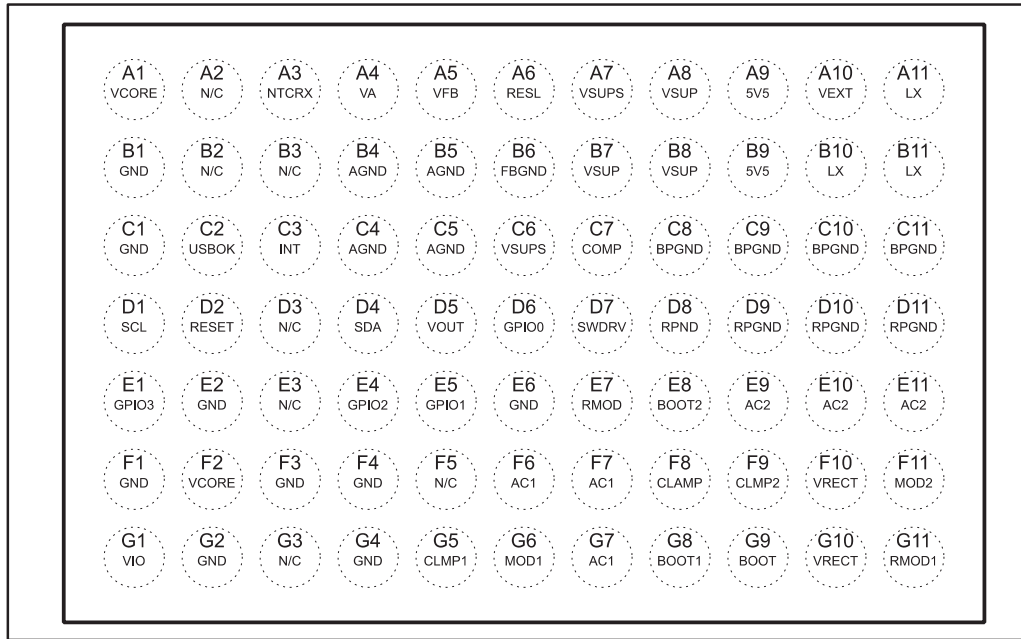 A1 A2 A3 A4 A5 A6 A7 A8 A9 A10 A11
VCORE N/C NTCRX VA VFB RESL VSUPS VSUP 5V5 VEXT LX
B1 B2 B3 B4 B5 B6 B7 B8 B9 B10 B11
GND N/C N/C AGND AGND FBGND VSUP VSUP 5V5 LX LX
C1 C2 C3 C4 C5 C6 C7 C8 C9 C10 C11
GND USBOK INT AGND AGND VSUPS COMP BPGND BPGND BPGND BPGND
D1 D2 D3 D4 D5 D6 D7 D8 D9 D10 D11
SCL RESET N/C SDA VOUT GPIO0 SWDRV RPND RPGND RPGND RPGND
E1 E2 E3 E4 E5 E6 E7 E8 E9 E10 E11
GPIO3 GND N/C GPIO2 GPIO1 GND RMOD BOOT2 AC2 AC2 AC2
F1 F2 F3 F4 F5 F6 F7 F8 F9 F10 F11
GND VCORE GND GND N/C AC1 AC1 CLAMP CLMP2 VRECT MOD2
G1 G2 G3 G4 G5 G6 G7 G8 G9 G10 G11
VIO GND N/C GND CLMP1 MOD1 AC1 BOOT1 BOOT VRECT RMOD1